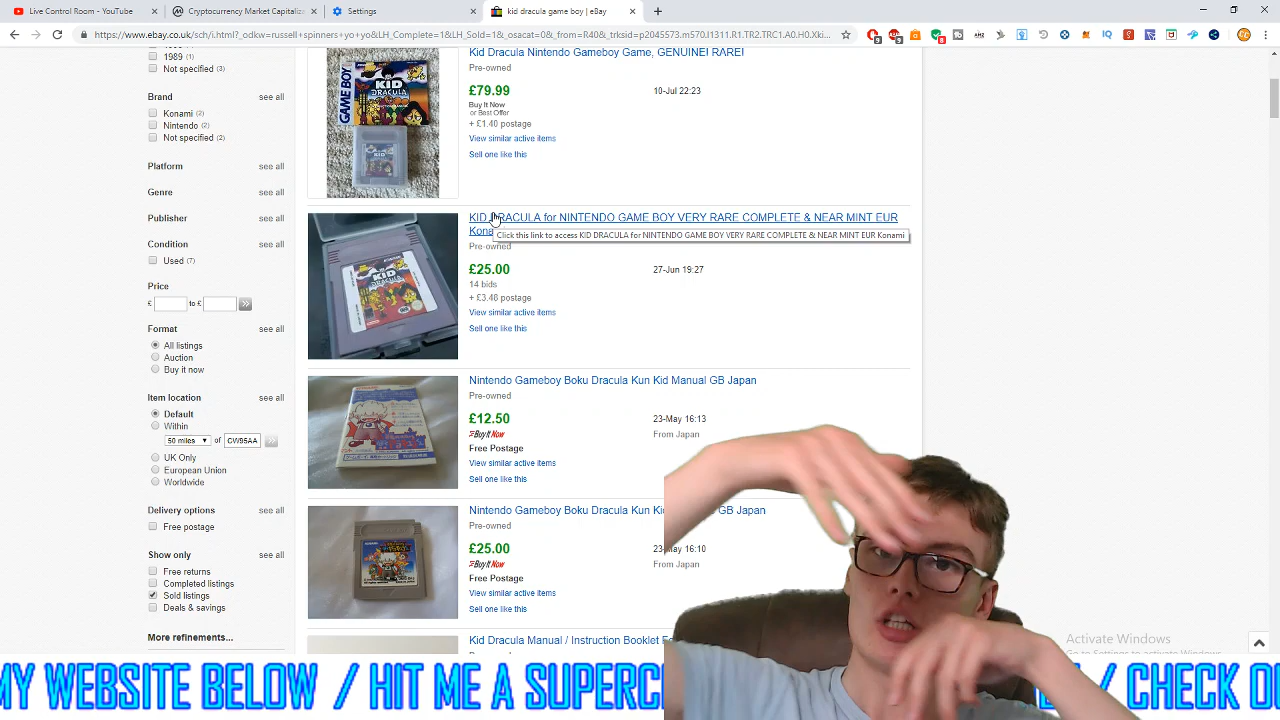 Live Control Room - YouTube
Cryptocurrency Market Capitaliz
Settings
kid dracula game boy | eBay
https://www.ebay.co.uk/sch/i.html?_odkw=russell+spinners+yo+yo&LH_Complete=1&LH_Sold=1&_osacat=0&_from=R40&_trksid=p2045573.m570.l1311.R1.TR2.TRC1.A0.H0.Xki...
1989 (1)
Not specified (3)
Brand see all
Konami (2)
Nintendo (2)
Not specified (2)
Platform see all
Genre see all
Publisher see all
Condition see all
Used (7)
Price
£ to £
Format see all
All listings
Auction
Buy it now
Item location see all
Default
Within
50 miles of CW95AA
UK Only
European Union
Worldwide
Delivery options see all
Free postage
Show only see all
Free returns
Completed listings
Sold listings
Deals & savings
More refinements...
Kid Dracula Nintendo Gameboy Game, GENUINE! RARE!
Pre-owned
£79.99 10-Jul 22:23
Buy It Now
or Best Offer
+ £1.40 postage
View similar active items
Sell one like this
GAME BOY
KID DRACULA
KID DRACULA for NINTENDO GAME BOY VERY RARE COMPLETE & NEAR MINT EUR
Click this link to access KID DRACULA for NINTENDO GAME BOY VERY RARE COMPLETE & NEAR MINT EUR Konami
Pre-owned
£25.00 27-Jun 19:27
14 bids
+ £3.48 postage
View similar active items
Sell one like this
KID DRACULA
Nintendo Gameboy Boku Dracula Kun Kid Manual GB Japan
Pre-owned
£12.50 23-May 16:13
Buy It Now From Japan
Free Postage
View similar active items
Sell one like this
Nintendo Gameboy Boku Dracula Kun GB Japan
Pre-owned
£25.00 23-May 16:10
Buy It Now From Japan
Free Postage
View similar active items
Sell one like this
Kid Dracula Manual / Instruction Booklet
Activate Windows
MY WEBSITE BELOW / HIT ME A SUPERC / CHECK O